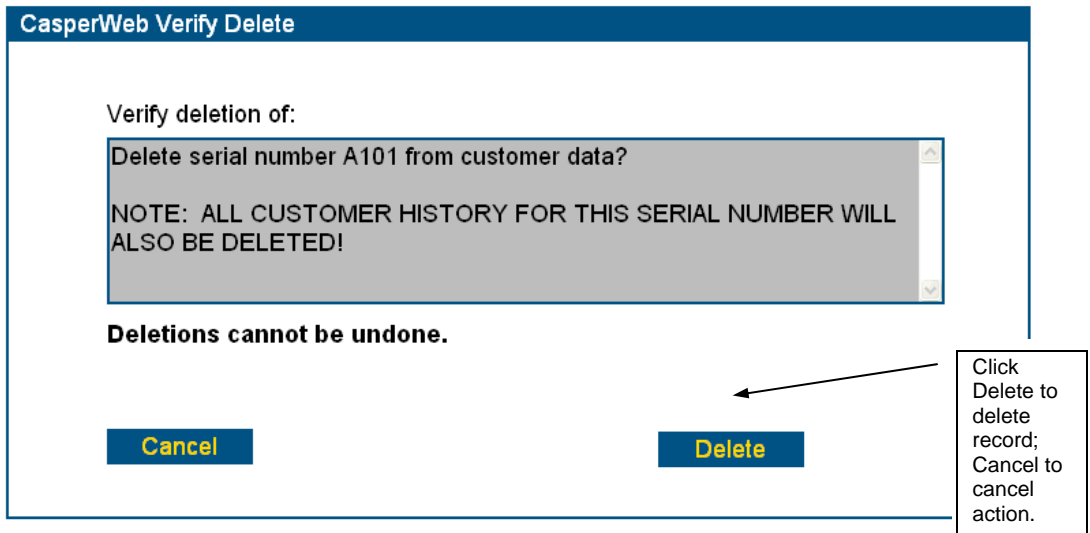 CasperWeb Verify Delete
Verify deletion of:
Delete serial number A101 from customer data?
NOTE:  ALL CUSTOMER HISTORY FOR THIS SERIAL NUMBER WILL
ALSO BE DELETED!
Deletions cannot be undone.
Cancel
Delete
Click
Delete to
delete
record;
Cancel to
cancel
action.